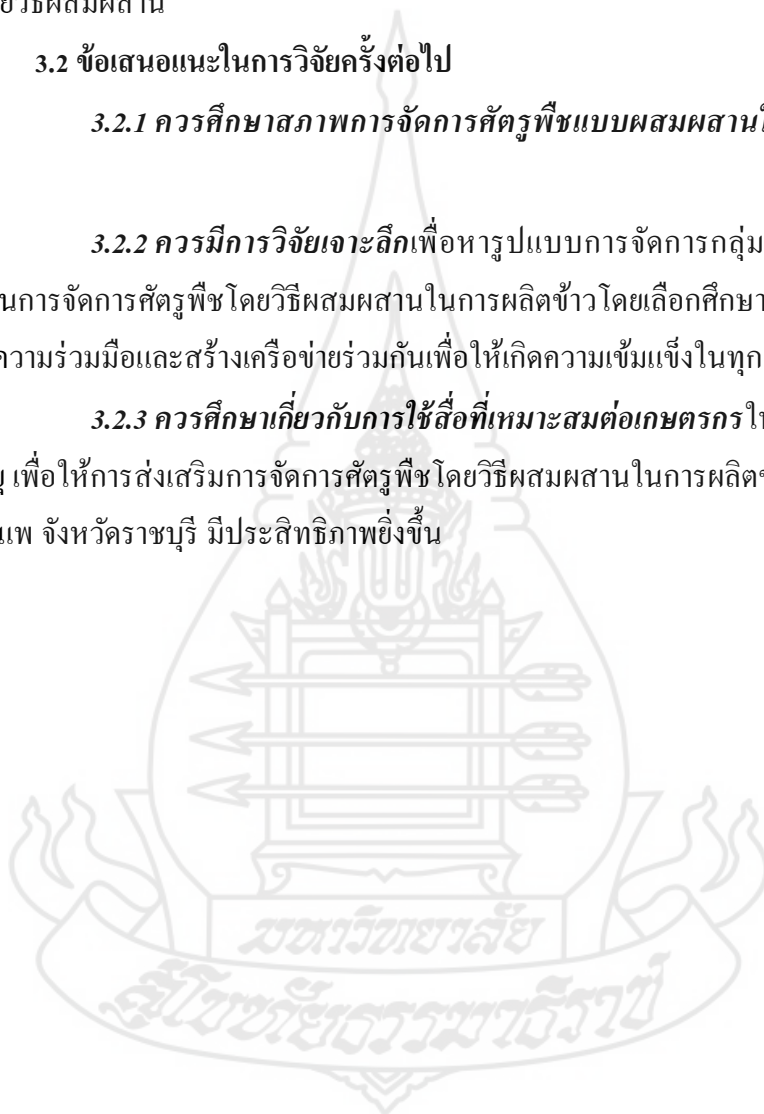 ยวิธีผสมผสาน
3.2 ข้อเสนอแนะในการวิจัยครั้งต่อไป
3.2.1 ควรศึกษาสภาพการจัดการศัตรูพืชแบบผสมผสานใ
3.2.2 ควรมีการวิจัยเจาะลึกเพื่อหารูปแบบการจัดการกลุ่ม
นการจัดการศัตรูพืชโดยวิธีผสมผสานในการผลิตข้าวโดยเลือกศึกษา
ความร่วมมือและสร้างเครือข่ายร่วมกันเพื่อให้เกิดความเข้มแข็งในทุก
3.2.3 ควรศึกษาเกี่ยวกับการใช้สื่อที่เหมาะสมต่อเกษตรกรใน
ุ เพื่อให้การส่งเสริมการจัดการศัตรูพืชโดยวิธีผสมผสานในการผลิตข
แพ จังหวัดราชบุรี มีประสิทธิภาพยิ่งขึ้น
มหาวิทยาลัย
สุโขทัยธรรมาธิราช